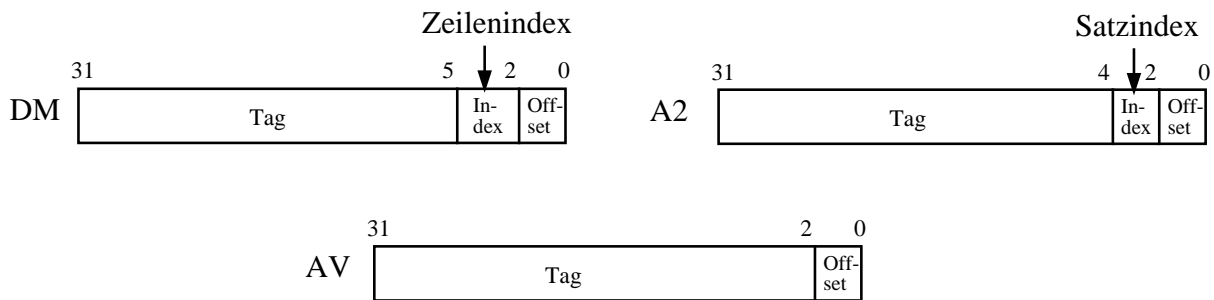 Zeilenindex
Satzindex
31 5 2 0
31 4 2 0
DM
Tag
In-
dex
Off-
set
A2
Tag
In-
dex
Off-
set
31 2 0
AV
Tag
Off-
set